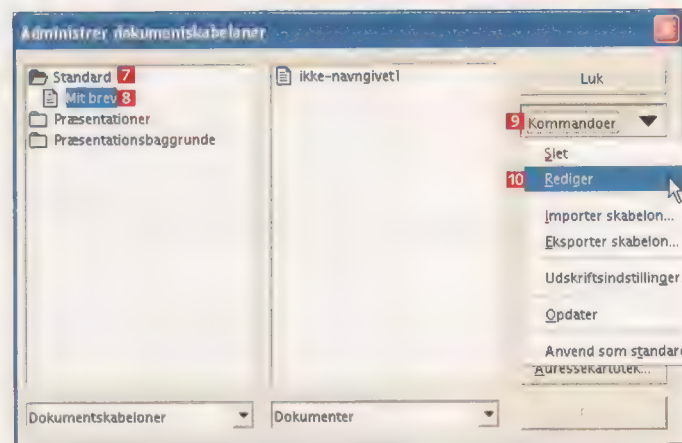 Administrer dokumentskabeloner
Standard 7
Mit brev 8
Præsentationer
Præsentationsbaggrunde
ikke-navngivet1
Luk
9 Kommandoer
Slet
10 Rediger
Importer skabelon...
Eksporter skabelon...
Udskriftsindstillinger
Opdater
Anvend som standard
Adressekartotek...
Dokumentskabeloner
Dokumenter